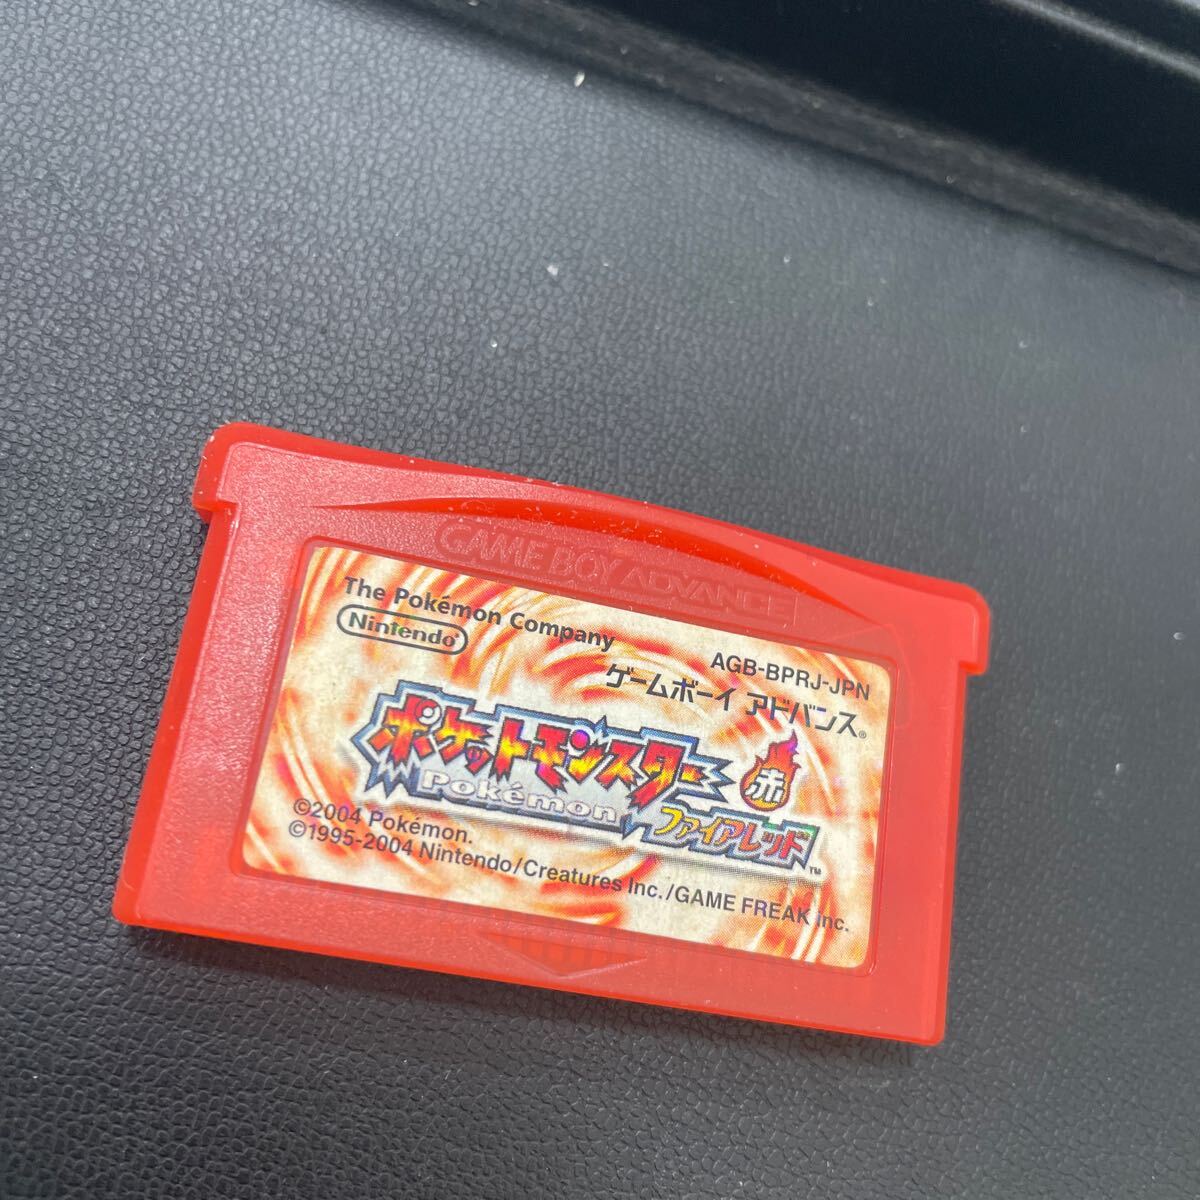 GAME BOY ADVANCE
The Pokémon Company
Nintendo®
AGB-BPRJ-JPN
ゲームボーイ アドバンス®
ポケットモンスター
赤
Pokémon
ファイアレッド™
©2004 Pokémon.
©1995-2004 Nintendo/Creatures Inc./GAME FREAK inc.